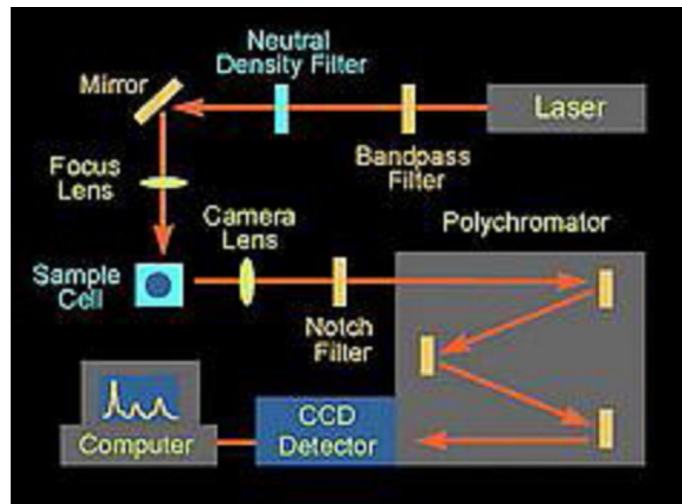 Neutral
Density Filter
Mirror
Laser
Bandpass
Filter
Focus
Lens
Camera
Lens
Polychromator
Sample
Cell
Notch
Filter
CCD
Detector
Computer